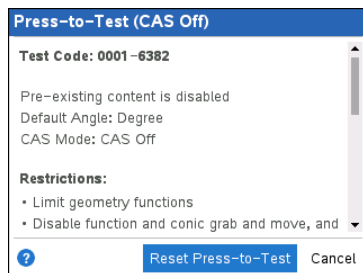 Press-to-Test (CAS Off)
Test Code: 0001-6382
Pre-existing content is disabled
Default Angle: Degree
CAS Mode: CAS Off
Restrictions:
• Limit geometry functions
• Disable function and conic grab and move, and
?
Reset Press-to-Test
Cancel